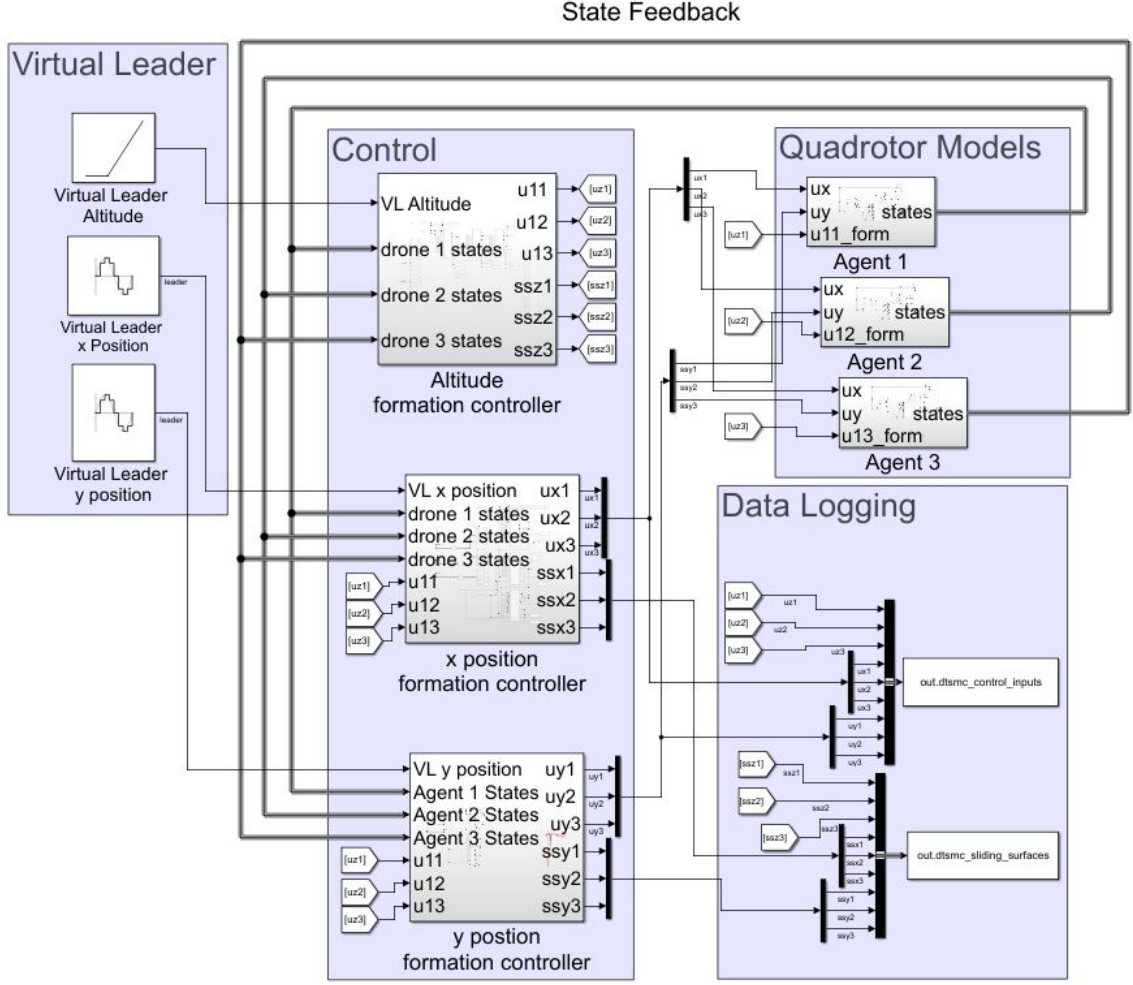 State Feedback
Virtual Leader
Virtual Leader
Altitude
leader
Virtual Leader
x Position
leader
Virtual Leader
y position
Control
VL Altitude
drone 1 states
drone 2 states
drone 3 states
u11
u12
u13
ssz1
ssz2
ssz3
[uz1]
[uz2]
[uz3]
[ssz1]
[ssz2]
[ssz3]
Altitude
formation controller
VL x position
drone 1 states
drone 2 states
drone 3 states
u11
u12
u13
[uz1]
[uz2]
[uz3]
ux1
ux2
ux3
ssx1
ssx2
ssx3
ux1
ux2
ux3
x position
formation controller
VL y position
Agent 1 States
Agent 2 States
Agent 3 States
u11
u12
u13
[uz1]
[uz2]
[uz3]
uy1
uy2
uy3
ssy1
ssy2
ssy3
uy1
uy2
uy3
y postion
formation controller
Quadrotor Models
ux1
ux2
ux3
[uz1]
ux
uy
u11_form
states
Agent 1
[uz2]
ux
uy
u12_form
states
Agent 2
ssy1
ssy2
ssy3
[uz3]
ux
uy
u13_form
states
Agent 3
Data Logging
[uz1]
[uz2]
[uz3]
uz1
uz2
uz3
ux1
ux2
ux3
uy1
uy2
uy3
out.dtsmc_control_inputs
[ssz1]
[ssz2]
[ssz3]
ssz1
ssz2
ssz3
ssx1
ssx2
ssx3
ssy1
ssy2
ssy3
out.dtsmc_sliding_surfaces